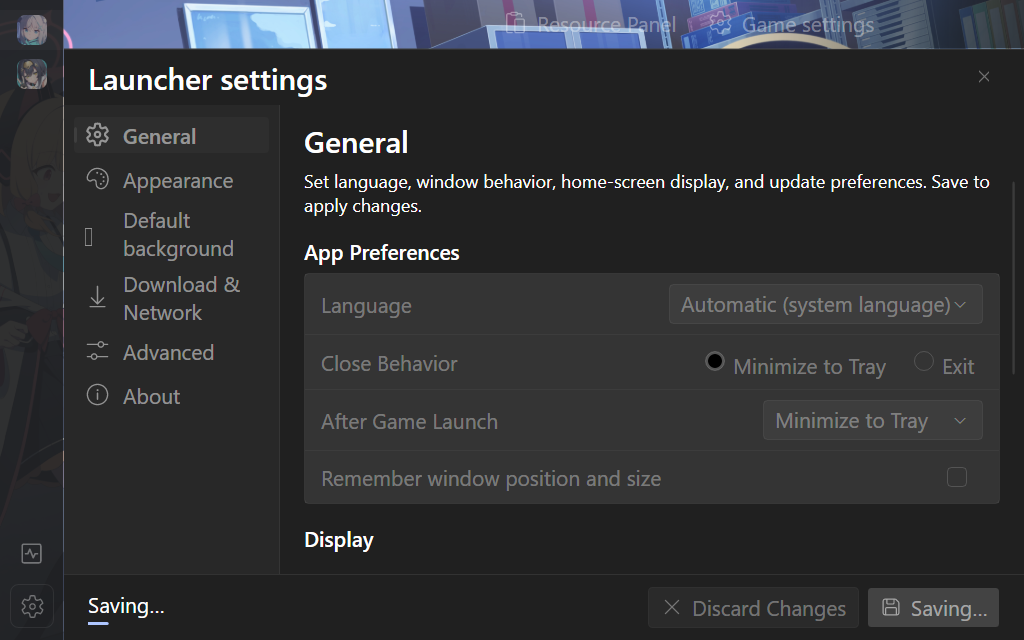 Resource Panel
Game settings
Launcher settings
General
Appearance
Default
background
Download &
Network
Advanced
About
General
Set language, window behavior, home-screen display, and update preferences. Save to
apply changes.
App Preferences
Language
Automatic (system language)
Close Behavior
Minimize to Tray
Exit
After Game Launch
Minimize to Tray
Remember window position and size
Display
Saving...
Discard Changes
Saving...